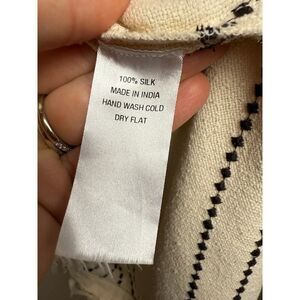 100% SILK
MADE IN INDIA
HAND WASH COLD
DRY FLAT